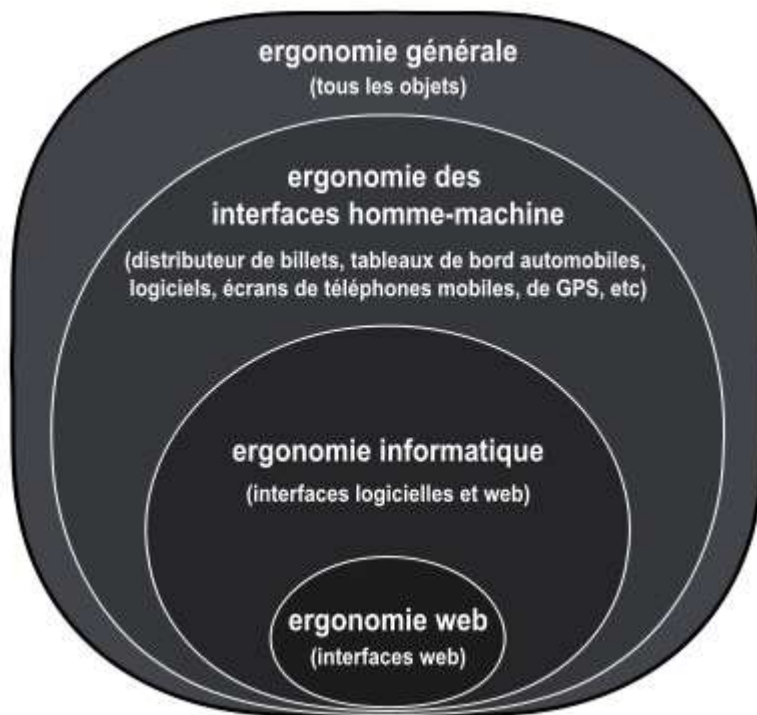 ergonomie générale
(tous les objets)
ergonomie des
interfaces homme-machine
(distributeur de billets, tableaux de bord automobiles,
logiciels, écrans de téléphones mobiles, de GPS, etc)
ergonomie informatique
(interfaces logicielles et web)
ergonomie web
(interfaces web)